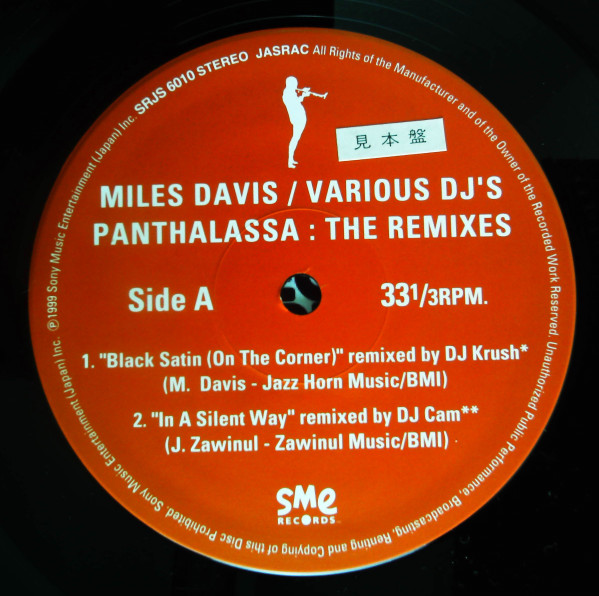 SRJS 6010 STEREO JASRAC All Rights of the Manufacturer and of the Owner of the Recorded Work Reserved. Unauthorized Public Performance, Broadcasting, Renting and Copying of this Disc Prohibited. Sony Music Entertainment (Japan) Inc. ℗1999 Sony Music Entertainment (Japan) Inc.
見本盤
MILES DAVIS / VARIOUS DJ'S
PANTHALASSA : THE REMIXES
Side A
33 1/3RPM.
1. "Black Satin (On The Corner)" remixed by DJ Krush*
(M. Davis - Jazz Horn Music/BMI)
2. "In A Silent Way" remixed by DJ Cam**
(J. Zawinul - Zawinul Music/BMI)
sme
RECORDS